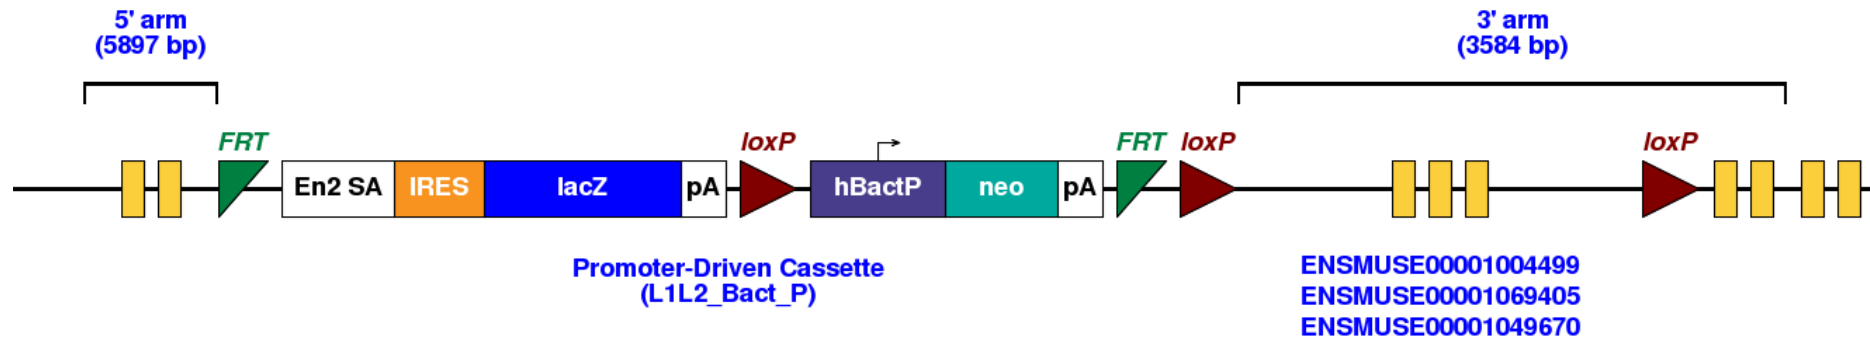 5' arm
(5897 bp)
3' arm
(3584 bp)
FRT
loxP
FRT
loxP
loxP
En2 SA
IRES
lacZ
pA
hBactP
neo
pA
Promoter-Driven Cassette
(L1L2_Bact_P)
ENSMUSE00001004499
ENSMUSE00001069405
ENSMUSE00001049670